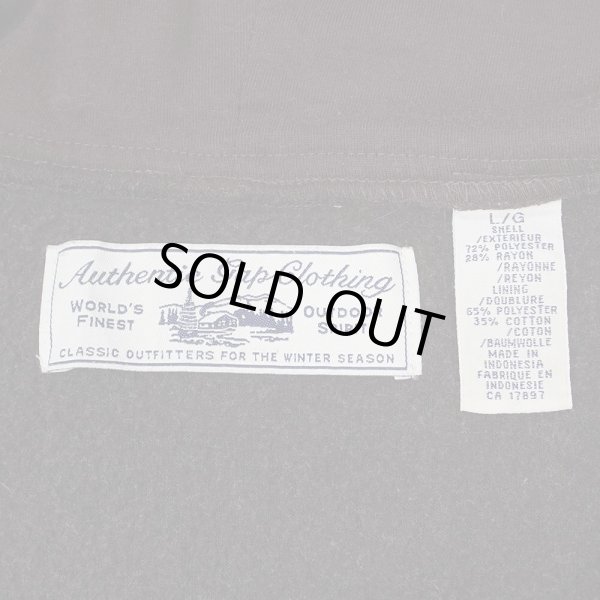 Authentic Gap Clothing
WORLD'S
FINEST
OUTDOOR
CLASSIC OUTFITTERS FOR THE WINTER SEASON
SOLD OUT
L/G
SHELL
/EXTERIEUR
72% POLYESTER
28% RAYON
/RAYONNE
/REYON
LINING
/DOUBLURE
65% POLYESTER
35% COTTON
/COTON
/BAUMWOLLE
MADE IN
INDONESIA
FABRIQUE EN
INDONESIE
CA 17897